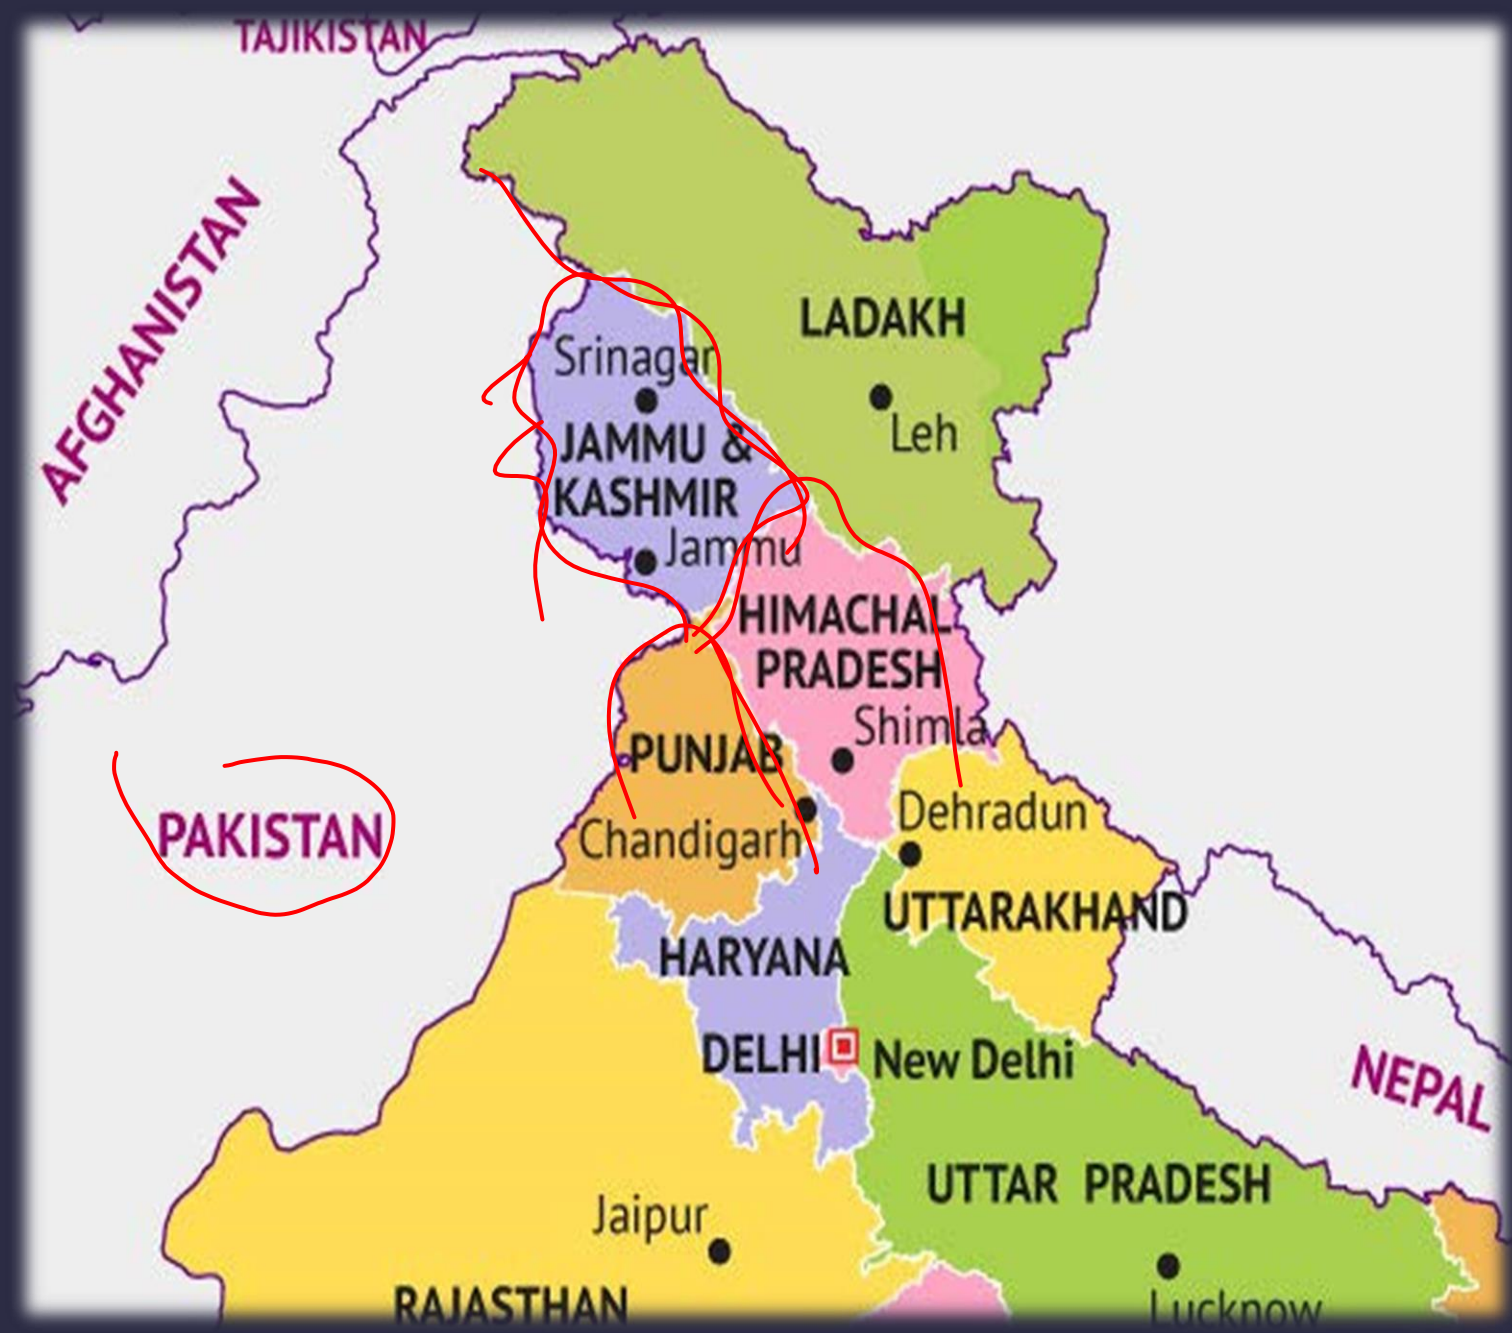 TAJIKISTAN
AFGHANISTAN
LADAKH
Srinagar
Leh
JAMMU &
KASHMIR
Jammu
HIMACHAL
PRADESH
Shimla
PUNJAB
Dehradun
PAKISTAN
Chandigarh
UTTARAKHAND
HARYANA
DELHI
New Delhi
NEPAL
UTTAR PRADESH
Jaipur
RAJASTHAN
Lucknow